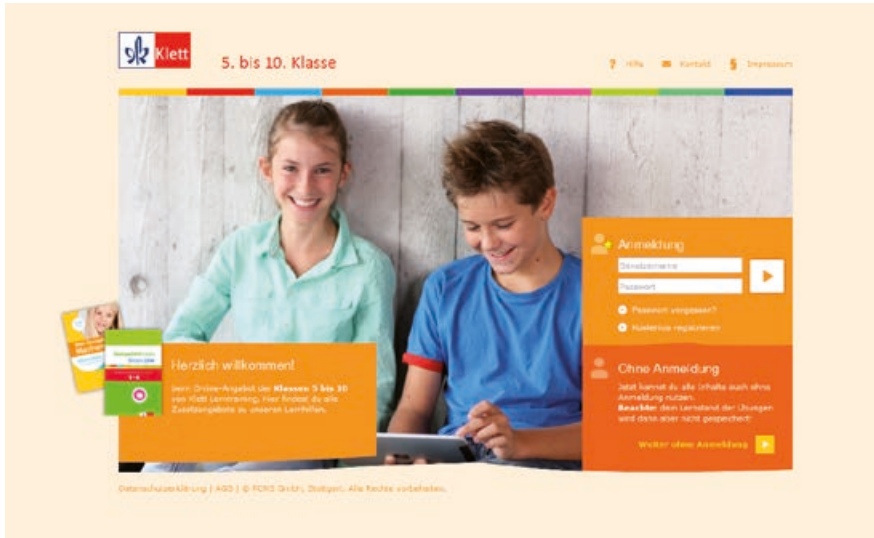 Klett
5. bis 10. Klasse
? Hilfe Kontakt § Impressum
Anmeldung
Benutzername
Passwort
Passwort vergessen?
Kostenlos registrieren
Herzlich willkommen!
beim Online-Angebot der Klassen 5 bis 10
von Klett Lerntraining. Hier findest du alle
Zusatzangebote zu unseren Lernhilfen.
Ohne Anmeldung
Jetzt kannst du alle Inhalte auch ohne
Anmeldung nutzen.
Beachte: dein Lernstand der Übungen
wird dann aber nicht gespeichert!
Weiter ohne Anmeldung
Datenschutzerklärung | AGB | © PONS GmbH, Stuttgart. Alle Rechte vorbehalten.